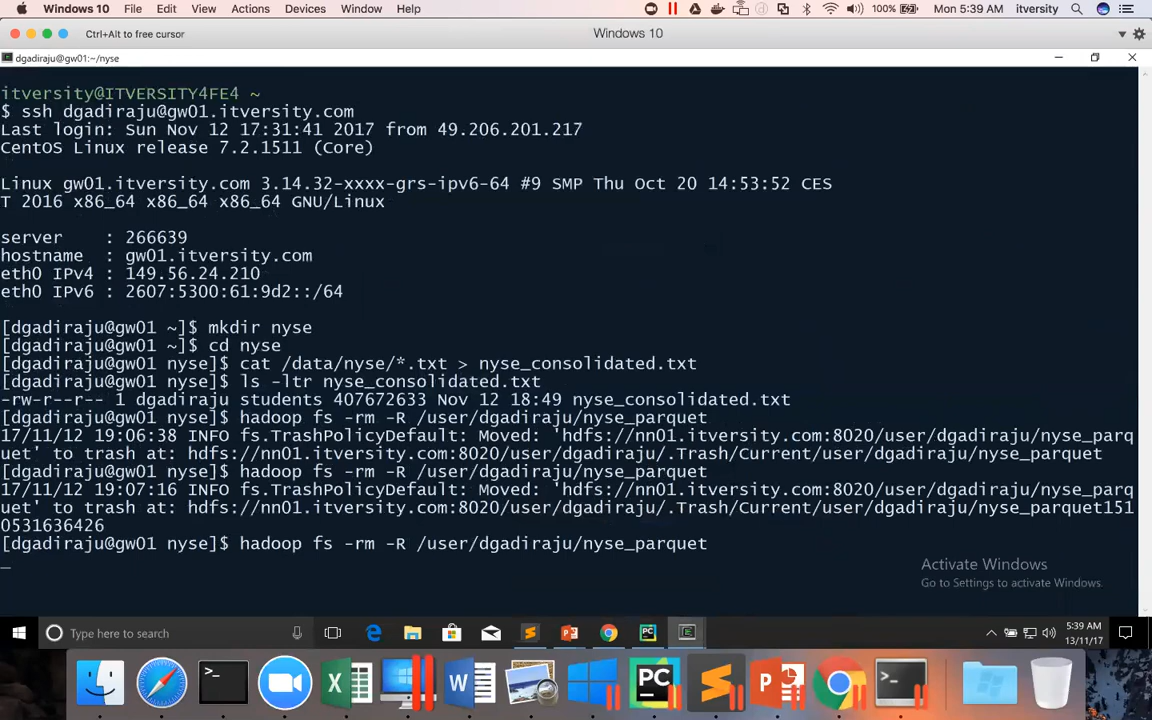 Windows 10 File Edit View Actions Devices Window Help 100% Mon 5:39 AM itversity
Ctrl+Alt to free cursor Windows 10
dgadiraju@gw01:~/nyse
itversity@ITVERSITY4FE4 ~
$ ssh dgadiraju@gw01.itversity.com
Last login: Sun Nov 12 17:31:41 2017 from 49.206.201.217
CentOS Linux release 7.2.1511 (Core)
Linux gw01.itversity.com 3.14.32-xxxx-grs-ipv6-64 #9 SMP Thu Oct 20 14:53:52 CES
T 2016 x86_64 x86_64 x86_64 GNU/Linux
server : 266639
hostname : gw01.itversity.com
eth0 IPv4 : 149.56.24.210
eth0 IPv6 : 2607:5300:61:9d2::/64
[dgadiraju@gw01 ~]$ mkdir nyse
[dgadiraju@gw01 ~]$ cd nyse
[dgadiraju@gw01 nyse]$ cat /data/nyse/*.txt > nyse_consolidated.txt
[dgadiraju@gw01 nyse]$ ls -ltr nyse_consolidated.txt
-rw-r--r-- 1 dgadiraju students 407672633 Nov 12 18:49 nyse_consolidated.txt
[dgadiraju@gw01 nyse]$ hadoop fs -rm -R /user/dgadiraju/nyse_parquet
17/11/12 19:06:38 INFO fs.TrashPolicyDefault: Moved: 'hdfs://nn01.itversity.com:8020/user/dgadiraju/nyse_parq
uet' to trash at: hdfs://nn01.itversity.com:8020/user/dgadiraju/.Trash/Current/user/dgadiraju/nyse_parquet
[dgadiraju@gw01 nyse]$ hadoop fs -rm -R /user/dgadiraju/nyse_parquet
17/11/12 19:07:16 INFO fs.TrashPolicyDefault: Moved: 'hdfs://nn01.itversity.com:8020/user/dgadiraju/nyse_parq
uet' to trash at: hdfs://nn01.itversity.com:8020/user/dgadiraju/.Trash/Current/user/dgadiraju/nyse_parquet151
0531636426
[dgadiraju@gw01 nyse]$ hadoop fs -rm -R /user/dgadiraju/nyse_parquet
Activate Windows
Go to Settings to activate Windows.
Type here to search
5:39 AM
13/11/17